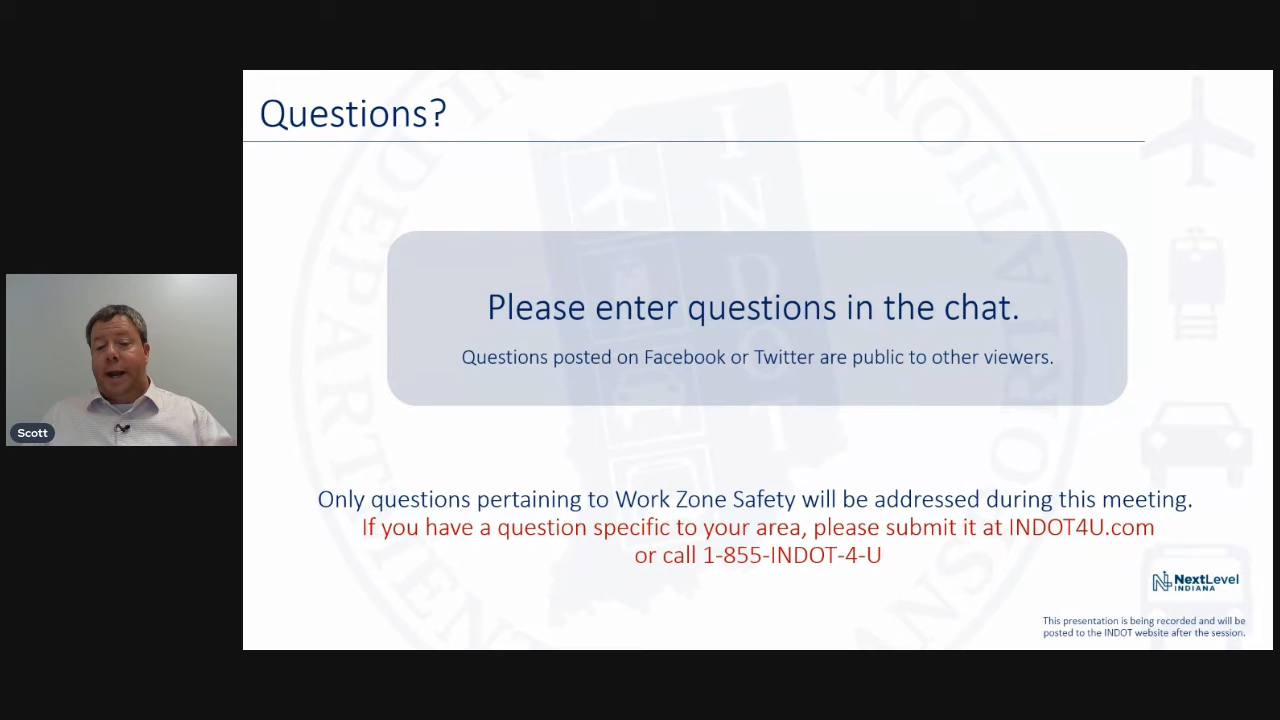 Questions?
Please enter questions in the chat.
Questions posted on Facebook or Twitter are public to other viewers.
Scott
Only questions pertaining to Work Zone Safety will be addressed during this meeting.
If you have a question specific to your area, please submit it at INDOT4U.com
or call 1-855-INDOT-4-U
NextLevel
INDIANA
This presentation is being recorded and will be
posted to the INDOT website after the session.
INDOT